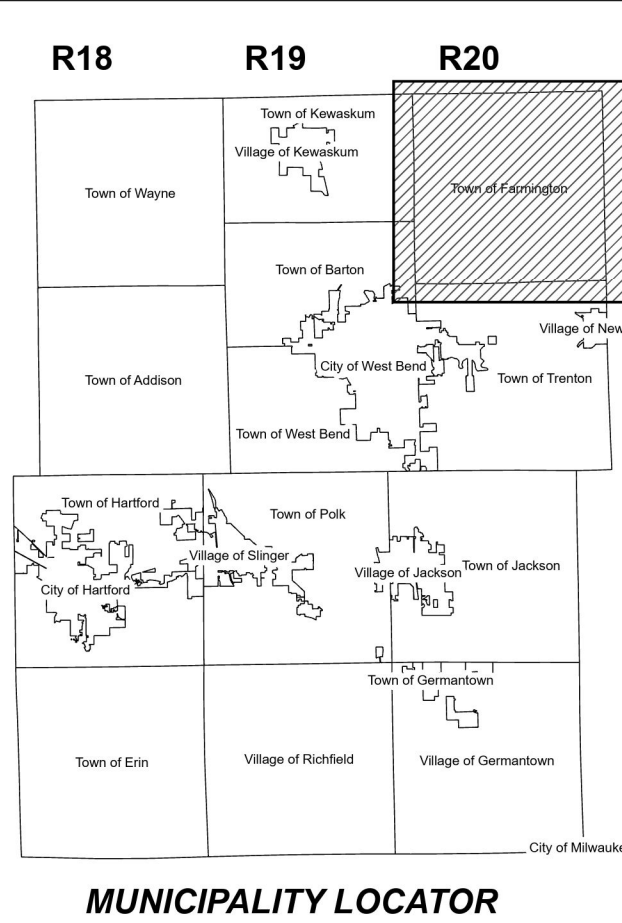 R18 R19 R20
Town of Kewaskum
Village of Kewaskum
Town of Wayne
Town of Farmington
Town of Barton
Village of New
City of West Bend
Town of Addison
Town of Trenton
Town of West Bend
Town of Hartford
Town of Polk
Village of Slinger
Town of Jackson
Village of Jackson
City of Hartford
Town of Germantown
Town of Erin
Village of Richfield
Village of Germantown
City of Milwauke
MUNICIPALITY LOCATOR